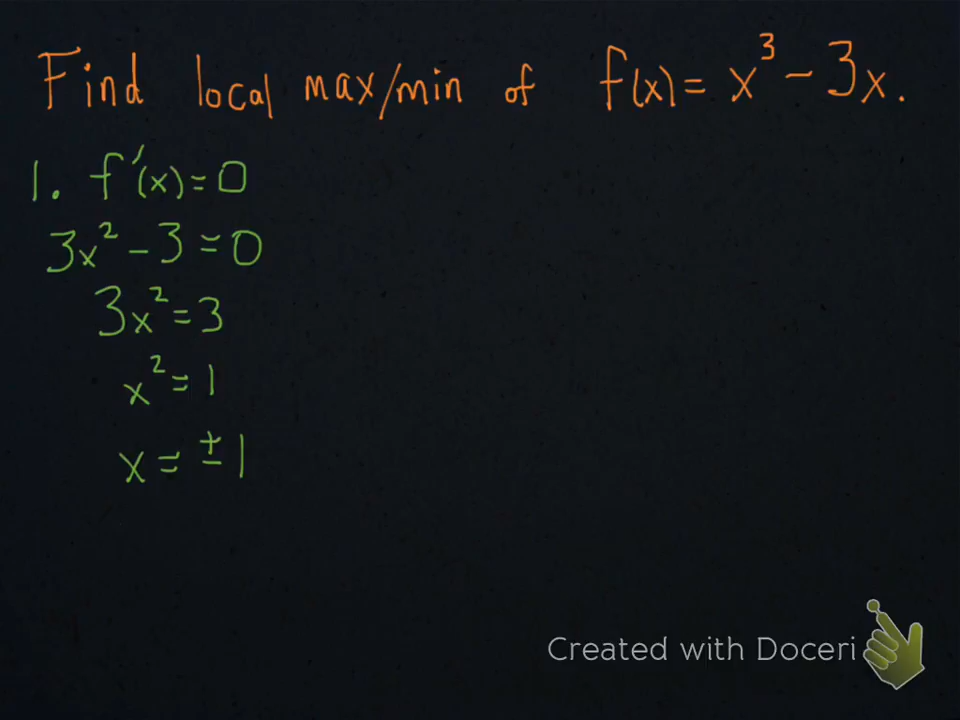 Find local max/min of f(x) = x³ - 3x.
1. f'(x) = 0
3x² - 3 = 0
3x² = 3
x² = 1
x = ± 1
Created with Doceri